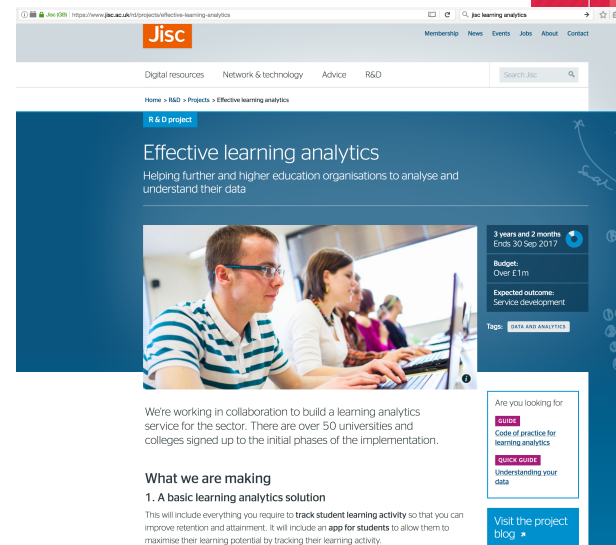 Jisc (GB) https://www.jisc.ac.uk/rd/projects/effective-learning-analytics
jisc learning analytics
Jisc
Membership News Events Jobs About Contact
Digital resources Network & technology Advice R&D
Search Jisc
Home > R&D > Projects > Effective learning analytics
R & D project
Effective learning analytics
Helping further and higher education organisations to analyse and
understand their data
3 years and 2 months
Ends 30 Sep 2017
Budget:
Over £1m
Expected outcome:
Service development
Tags: DATA AND ANALYTICS
We're working in collaboration to build a learning analytics
service for the sector. There are over 50 universities and
colleges signed up to the initial phases of the implementation.
What we are making
1. A basic learning analytics solution
This will include everything you require to track student learning activity so that you can
improve retention and attainment. It will include an app for students to allow them to
maximise their learning potential by tracking their learning activity.
Are you looking for
GUIDE
Code of practice for
learning analytics
QUICK GUIDE
Understanding your
data
Visit the project
blog